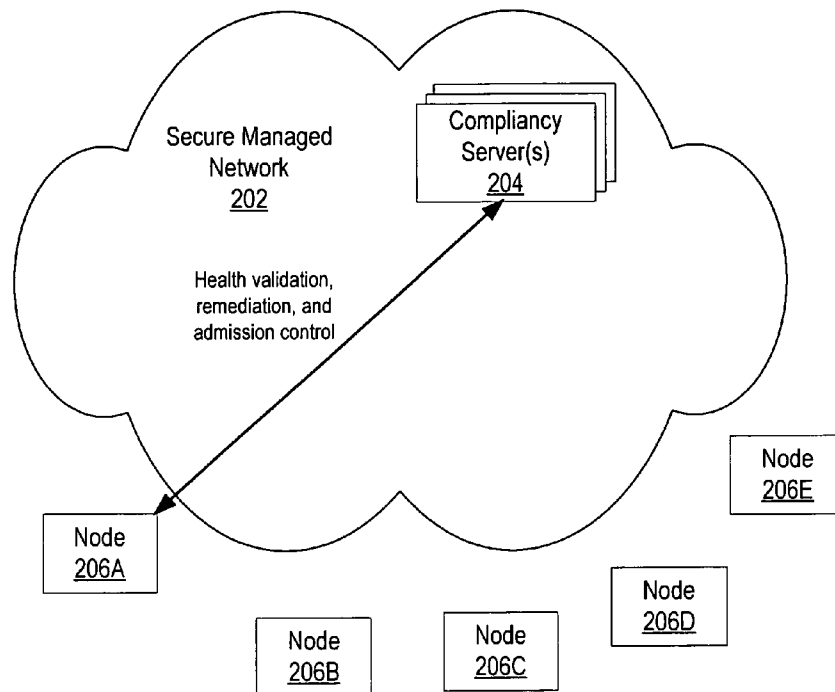 Secure Managed
Network
202
Compliancy
Server(s)
204
Health validation,
remediation, and
admission control
Node
206A
Node
206B
Node
206C
Node
206D
Node
206E